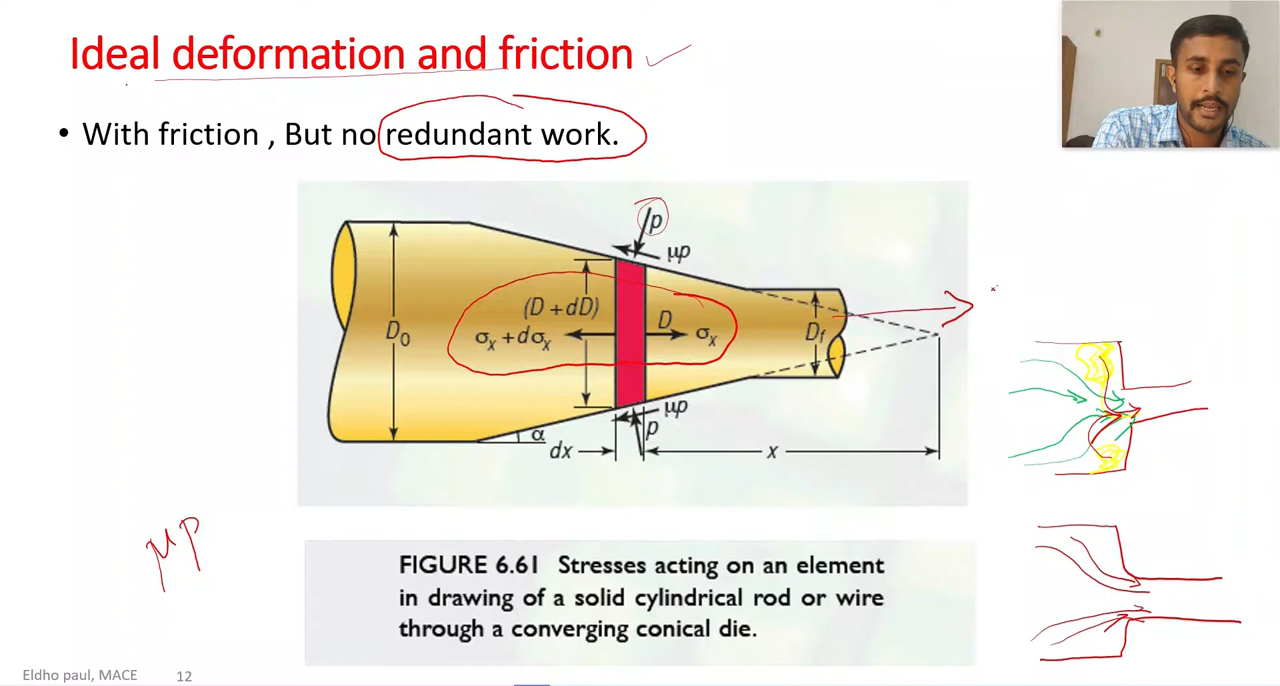 Ideal deformation and friction
• With friction , But no redundant work.
p
μp
(D + dD)
D
σx + dσx
σx
D0
Df
μp
p
α
dx
x
μp
FIGURE 6.61 Stresses acting on an element
in drawing of a solid cylindrical rod or wire
through a converging conical die.
Eldho paul, MACE 12